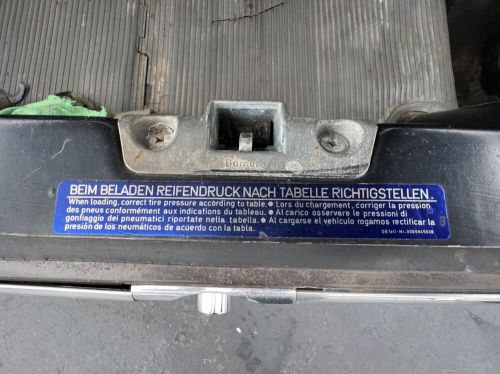 Bomoro
BEIM BELADEN REIFENDRUCK NACH TABELLE RICHTIGSTELLEN.
When loading, correct tire pressure according to table. ● Lors du chargement, corriger la pression
des pneus conformément aux indications du tableau. ● Al carico osservare le pressioni di
gonfiaggio dei pneumatici riportate nella tabella. ● Al cargarse el vehículo rogamos rectificar la
presión de los neumáticos de acuerdo con la tabla.